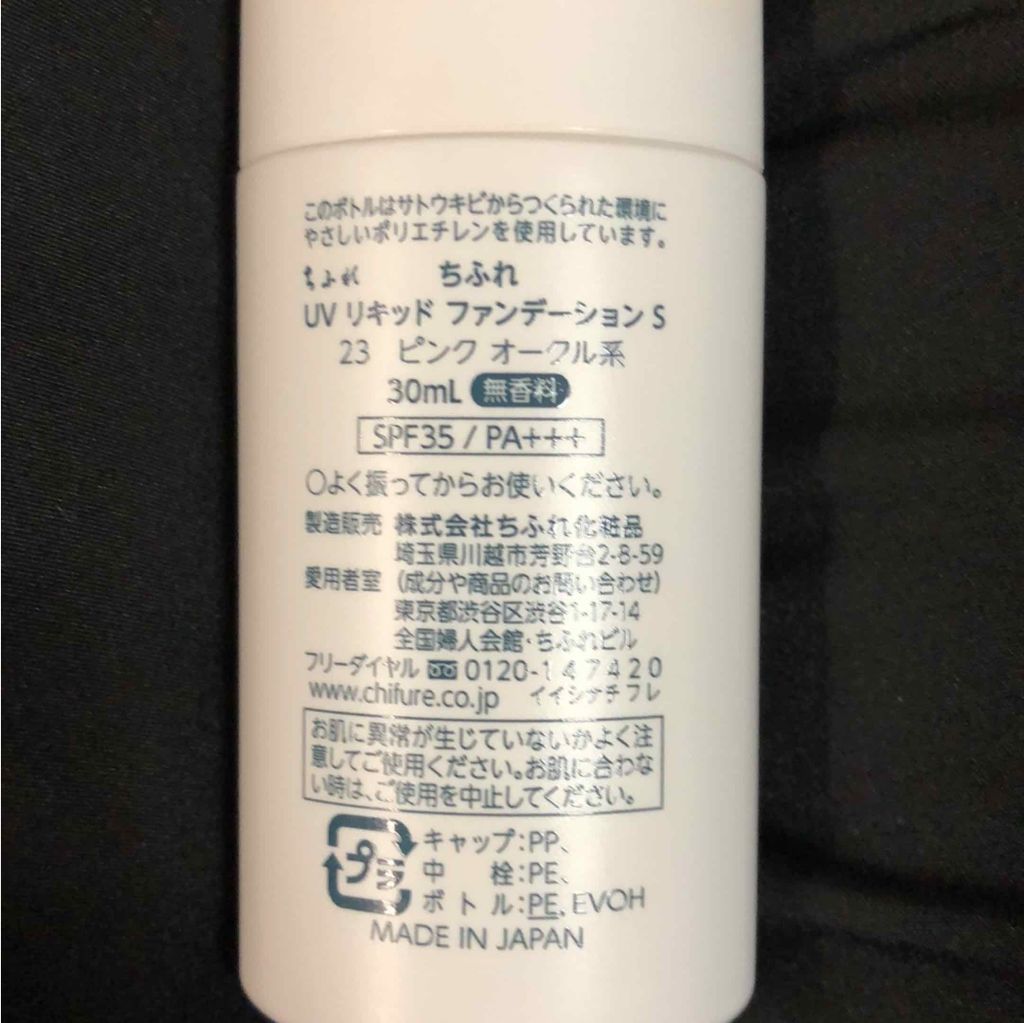 このボトルはサトウキビからつくられた環境に
やさしいポリエチレンを使用しています。
ちふれ ちふれ
UV リキッド ファンデーション S
23 ピンク オークル系
30mL 無香料
SPF35 / PA+++
○よく振ってからお使いください。
製造販売 株式会社ちふれ化粧品
埼玉県川越市芳野台2-8-59
愛用者室 (成分や商品のお問い合わせ)
東京都渋谷区渋谷1-17-14
全国婦人会館・ちふれビル
フリーダイヤル 0120-147420
www.chifure.co.jp イイシナチフレ
お肌に異常が生じていないかよく注
意してご使用ください。お肌に合わな
い時は、ご使用を中止してください。
プラ キャップ:PP、
中 栓:PE、
ボトル:PE、EVOH
MADE IN JAPAN